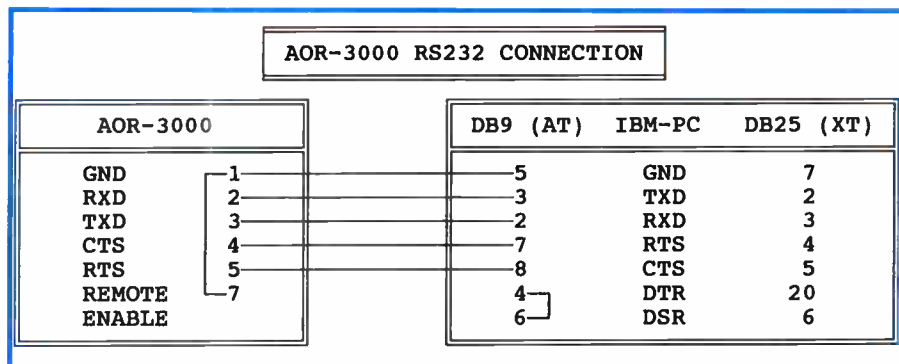 AOR-3000 RS232 CONNECTION
AOR-3000 DB9 (AT) IBM-PC DB25 (XT)
GND 1 5 GND 7
RXD 2 3 TXD 2
TXD 3 2 RXD 3
CTS 4 7 RTS 4
RTS 5 8 CTS 5
REMOTE 7 4 DTR 20
ENABLE 6 DSR 6